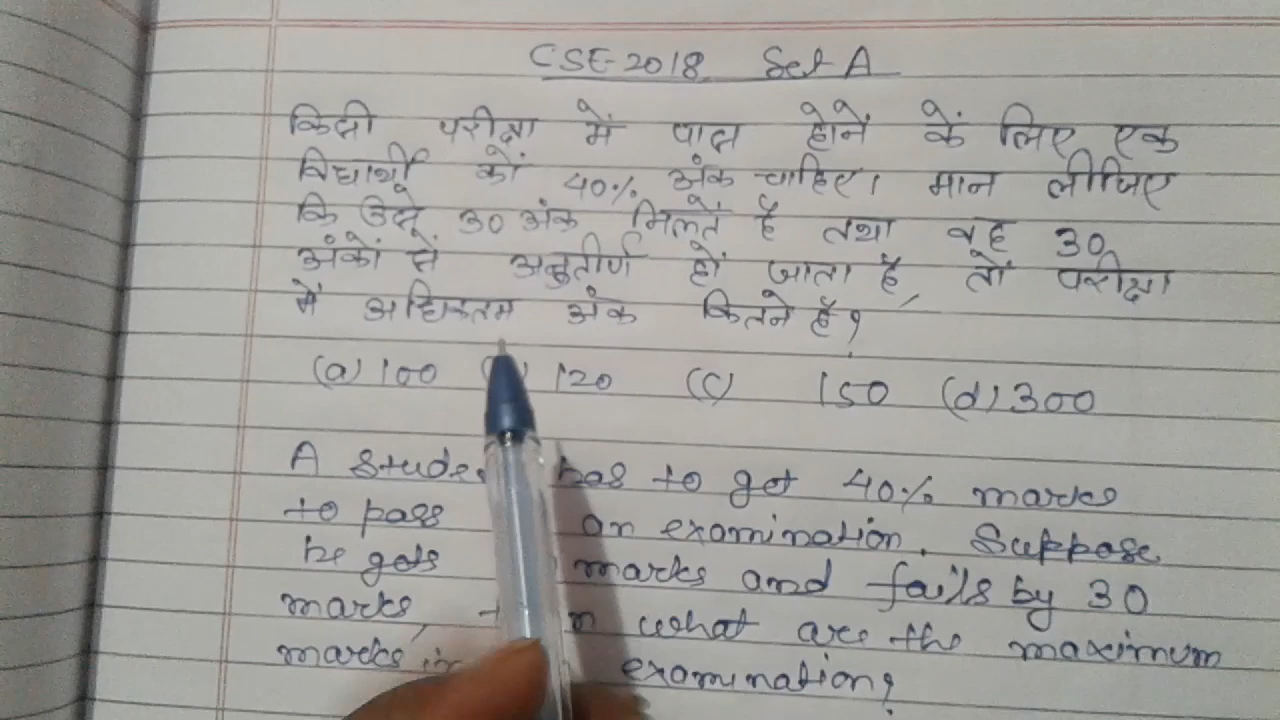 CSE-2018 Set A
किसी परीक्षा में पास होनें कें लिए एक
विद्यार्थी कों 40% अंक चाहिए। मान लीजिए
कि उसे 30 अंक मिलतें है तथा वह 30
अंकों सें अनुतीर्ण हों जाता है, तों परीक्षा
में अधिकतम अंक कितने हैं?
(a) 100 120 (c) 150 (d) 300
A has to get 40% marks
to pass an examination. Suppose
he gets marks and fails by 30
marks, what are the maximum
marks examination?